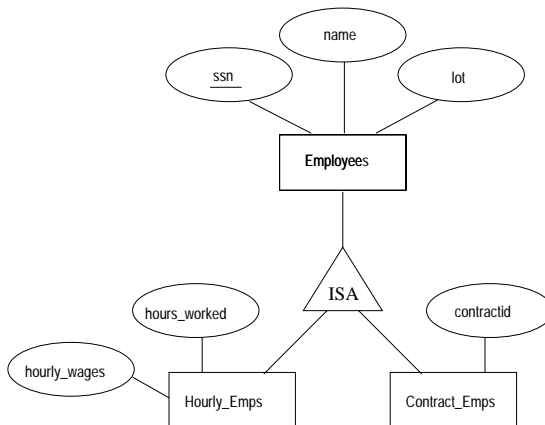 name
ssn
lot
Employees
ISA
hours_worked
contractid
hourly_wages
Hourly_Emps
Contract_Emps